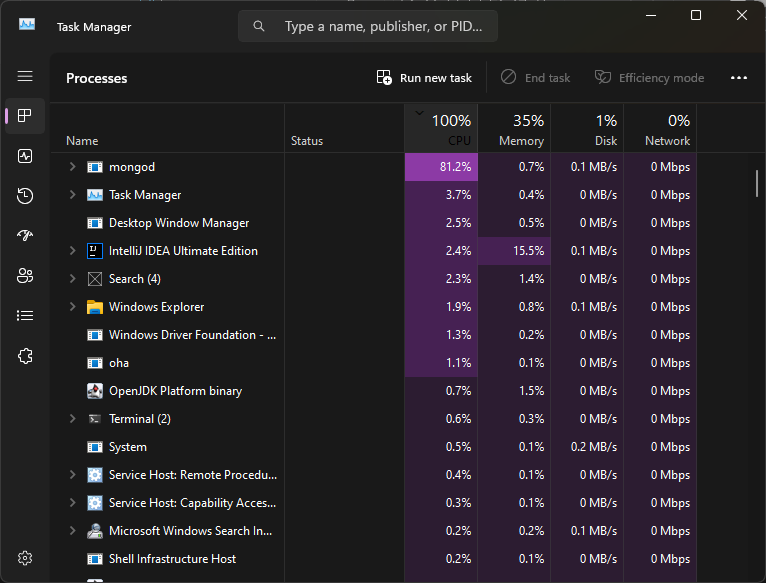 Task Manager
Type a name, publisher, or PID...
Processes
Run new task
End task
Efficiency mode
100% 35% 1% 0%
Name Status CPU Memory Disk Network
mongod 81.2% 0.7% 0.1 MB/s 0 Mbps
Task Manager 3.7% 0.4% 0 MB/s 0 Mbps
Desktop Window Manager 2.5% 0.5% 0 MB/s 0 Mbps
IntelliJ IDEA Ultimate Edition 2.4% 15.5% 0.1 MB/s 0 Mbps
Search (4) 2.3% 1.4% 0 MB/s 0 Mbps
Windows Explorer 1.9% 0.8% 0.1 MB/s 0 Mbps
Windows Driver Foundation - ... 1.3% 0.2% 0 MB/s 0 Mbps
oha 1.1% 0.1% 0 MB/s 0 Mbps
OpenJDK Platform binary 0.7% 1.5% 0 MB/s 0 Mbps
Terminal (2) 0.6% 0.3% 0 MB/s 0 Mbps
System 0.5% 0.1% 0.2 MB/s 0 Mbps
Service Host: Remote Procedu... 0.4% 0.1% 0 MB/s 0 Mbps
Service Host: Capability Acces... 0.3% 0.1% 0 MB/s 0 Mbps
Microsoft Windows Search In... 0.2% 0.2% 0.1 MB/s 0 Mbps
Shell Infrastructure Host 0.2% 0.1% 0 MB/s 0 Mbps